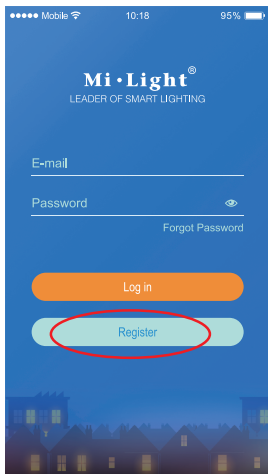 Mobile 10:18 95%
Mi·Light®
LEADER OF SMART LIGHTING
E-mail
Password
Forgot Password
Log in
Register